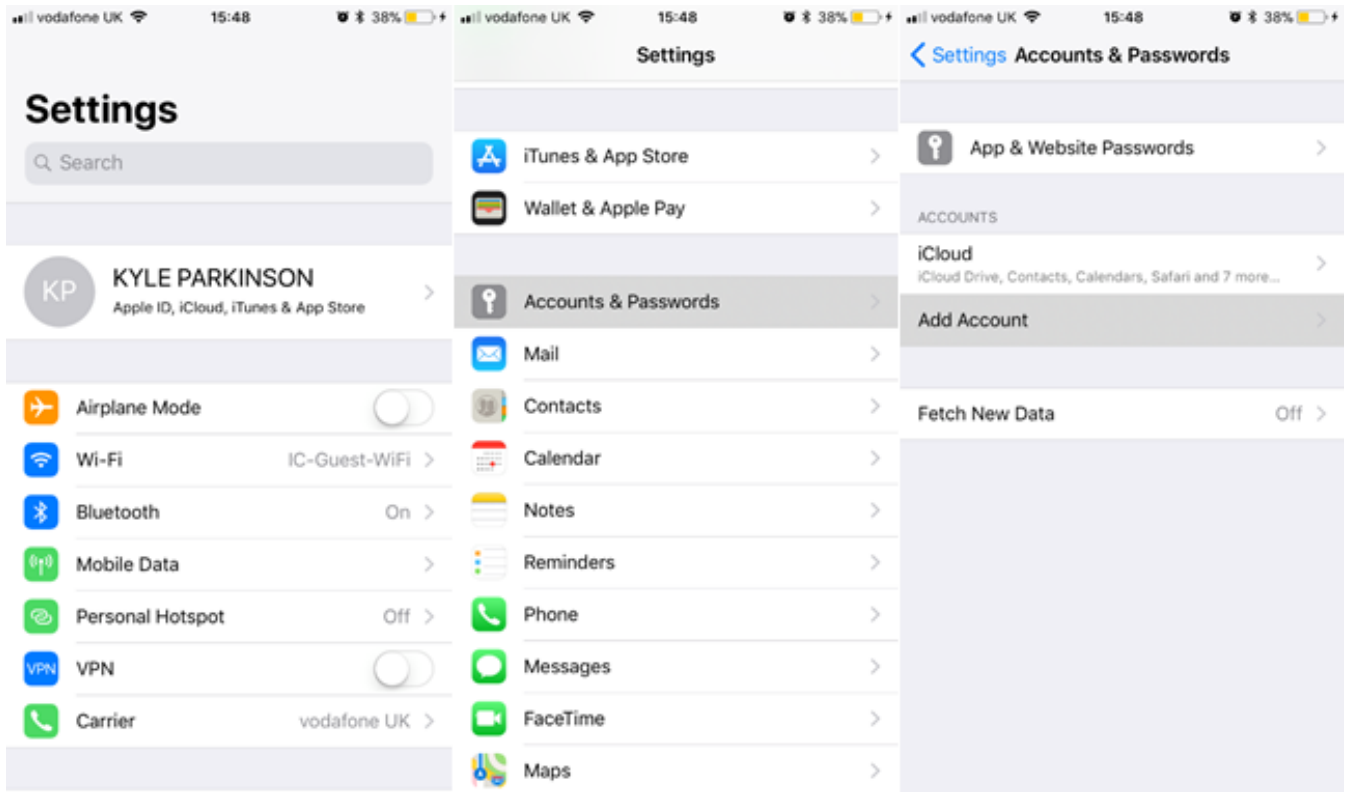 vodafone UK 15:48 38%
Settings
Search
KP
KYLE PARKINSON
Apple ID, iCloud, iTunes & App Store
Airplane Mode
Wi-Fi IC-Guest-WiFi
Bluetooth On
Mobile Data
Personal Hotspot Off
VPN VPN
Carrier vodafone UK
vodafone UK 15:48 38%
Settings
iTunes & App Store
Wallet & Apple Pay
Accounts & Passwords
Mail
Contacts
Calendar
Notes
Reminders
Phone
Messages
FaceTime
Maps
vodafone UK 15:48 38%
Settings Accounts & Passwords
App & Website Passwords
ACCOUNTS
iCloud
iCloud Drive, Contacts, Calendars, Safari and 7 more...
Add Account
Fetch New Data Off